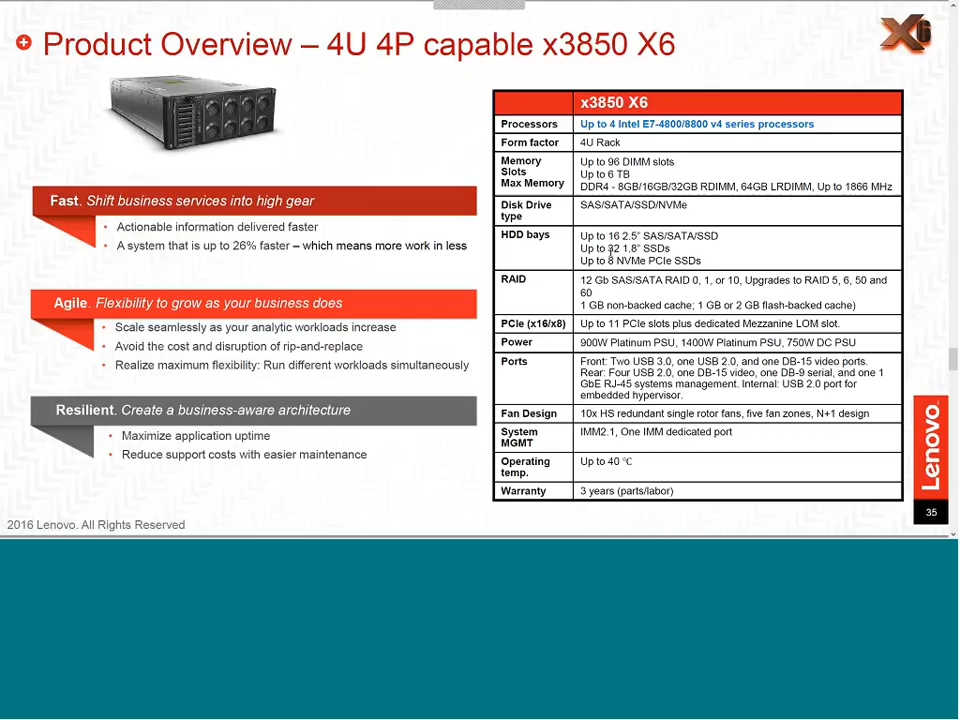 Product Overview – 4U 4P capable x3850 X6
X6
Fast. Shift business services into high gear
• Actionable information delivered faster
• A system that is up to 26% faster – which means more work in less
Agile. Flexibility to grow as your business does
• Scale seamlessly as your analytic workloads increase
• Avoid the cost and disruption of rip-and-replace
• Realize maximum flexibility: Run different workloads simultaneously
Resilient. Create a business-aware architecture
• Maximize application uptime
• Reduce support costs with easier maintenance
x3850 X6
Processors
Up to 4 Intel E7-4800/8800 v4 series processors
Form factor
4U Rack
Memory
Slots
Max Memory
Up to 96 DIMM slots
Up to 6 TB
DDR4 - 8GB/16GB/32GB RDIMM, 64GB LRDIMM, Up to 1866 MHz
Disk Drive
type
SAS/SATA/SSD/NVMe
HDD bays
Up to 16 2.5" SAS/SATA/SSD
Up to 32 1.8" SSDs
Up to 8 NVMe PCIe SSDs
RAID
12 Gb SAS/SATA RAID 0, 1, or 10, Upgrades to RAID 5, 6, 50 and
60
1 GB non-backed cache; 1 GB or 2 GB flash-backed cache)
PCIe (x16/x8)
Up to 11 PCIe slots plus dedicated Mezzanine LOM slot.
Power
900W Platinum PSU, 1400W Platinum PSU, 750W DC PSU
Ports
Front: Two USB 3.0, one USB 2.0, and one DB-15 video ports.
Rear: Four USB 2.0, one DB-15 video, one DB-9 serial, and one 1
GbE RJ-45 systems management. Internal: USB 2.0 port for
embedded hypervisor.
Fan Design
10x HS redundant single rotor fans, five fan zones, N+1 design
System
MGMT
IMM2.1, One IMM dedicated port
Operating
temp.
Up to 40 °C
Warranty
3 years (parts/labor)
Lenovo
35
2016 Lenovo. All Rights Reserved